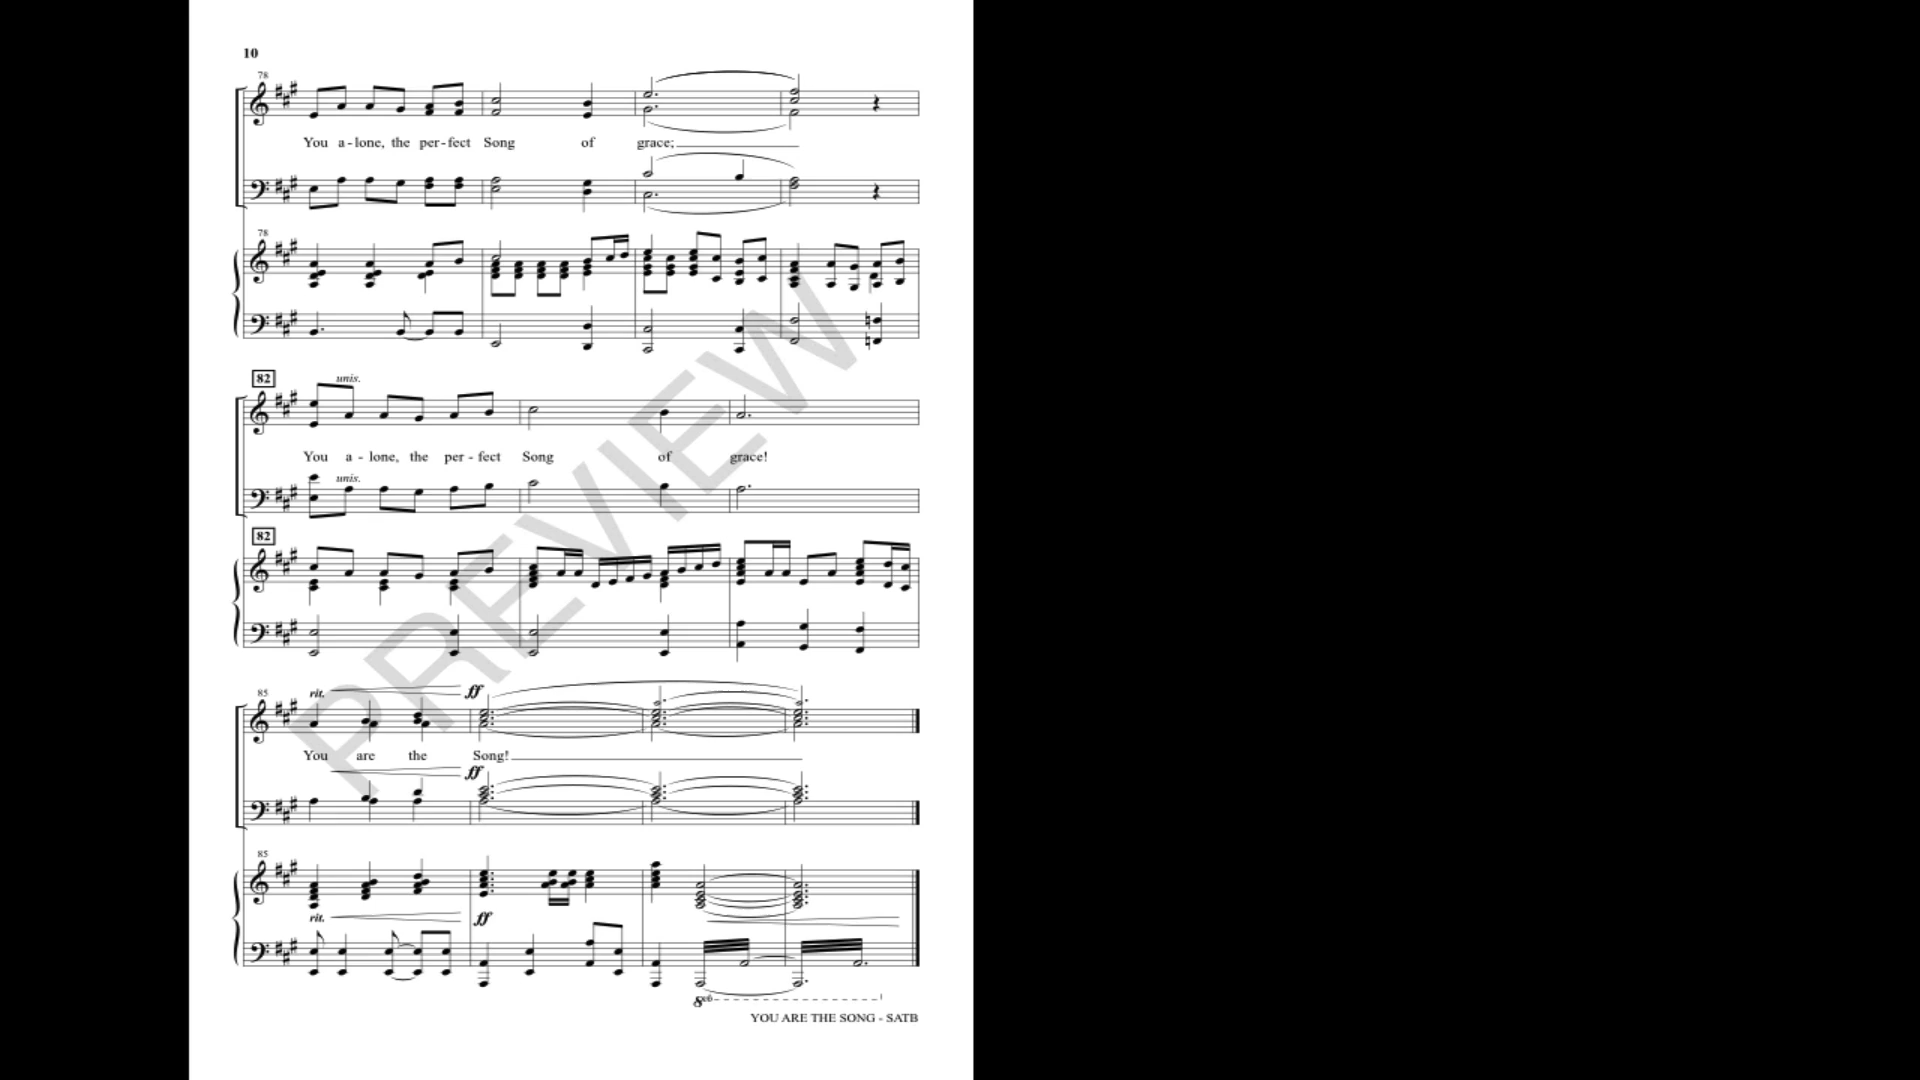 10
78
You a - lone, the per - fect Song of grace;
78
82
unis.
You a - lone, the per - fect Song of grace!
unis.
82
85
rit.
ff
You are the Song!
ff
85
rit.
ff
8vb
YOU ARE THE SONG - SATB
PREVIEW